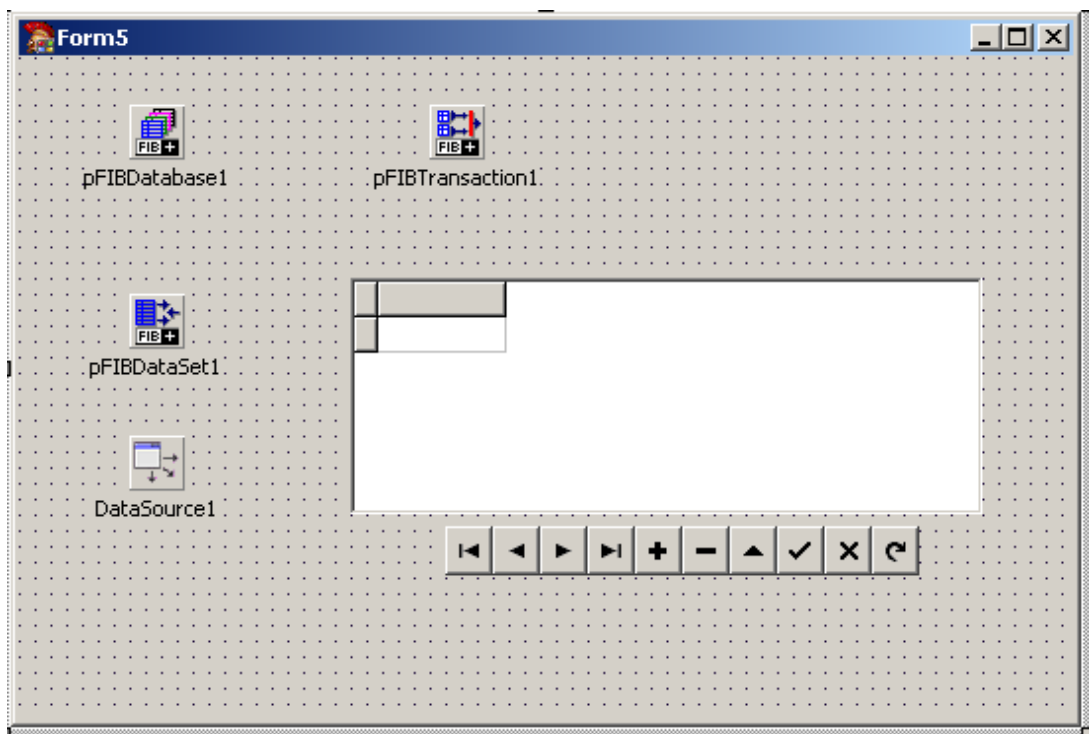 Form5
FIB+
FIB+
pFIBDatabase1
pFIBTransaction1
FIB+
pFIBDataSet1
DataSource1